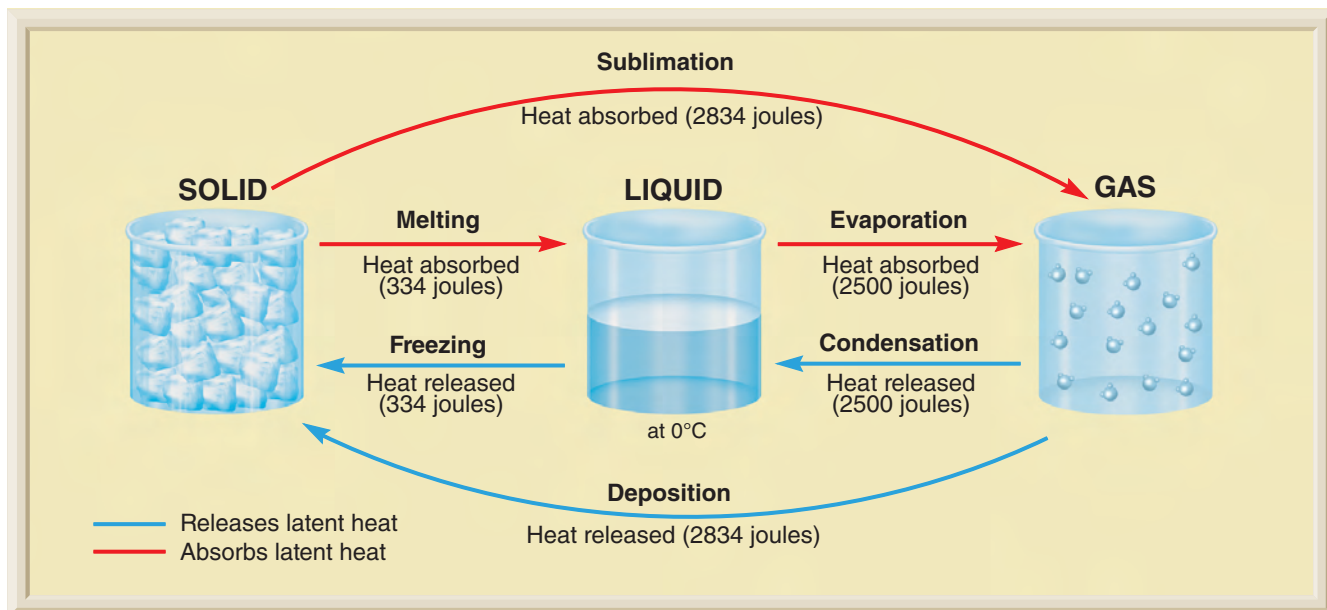 Sublimation
Heat absorbed (2834 joules)
SOLID
LIQUID
GAS
Melting
Heat absorbed
(334 joules)
Evaporation
Heat absorbed
(2500 joules)
Freezing
Heat released
(334 joules)
Condensation
Heat released
(2500 joules)
at 0°C
Deposition
Heat released (2834 joules)
Releases latent heat
Absorbs latent heat